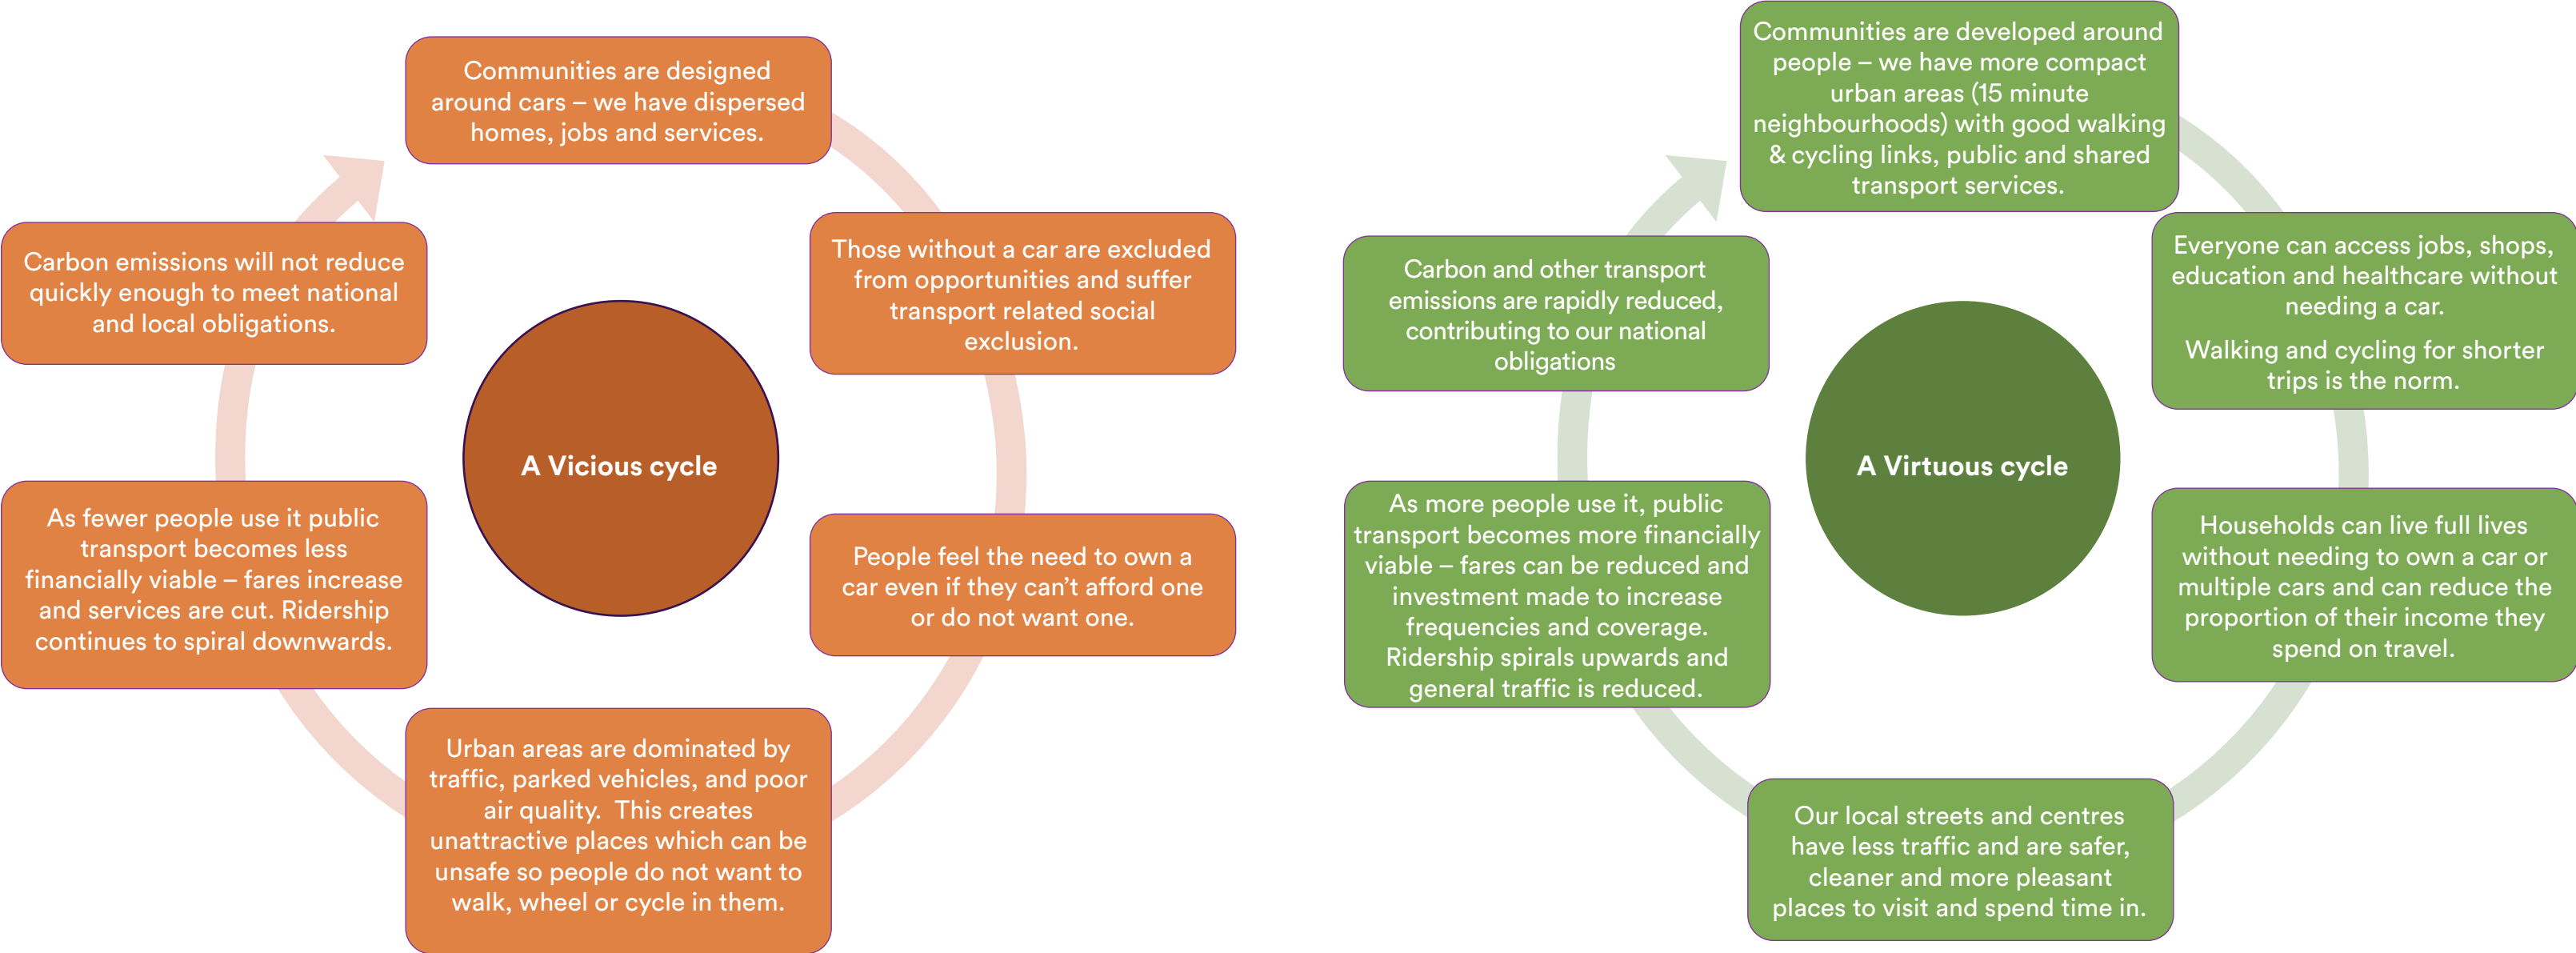 Communities are designed
around cars – we have dispersed
homes, jobs and services.
Those without a car are excluded
from opportunities and suffer
transport related social
exclusion.
People feel the need to own a
car even if they can’t afford one
or do not want one.
Urban areas are dominated by
traffic, parked vehicles, and poor
air quality.  This creates
unattractive places which can be
unsafe so people do not want to
walk, wheel or cycle in them.
As fewer people use it public
transport becomes less
financially viable – fares increase
and services are cut. Ridership
continues to spiral downwards.
Carbon emissions will not reduce
quickly enough to meet national
and local obligations.
A Vicious cycle
Communities are developed around
people – we have more compact
urban areas (15 minute
neighbourhoods) with good walking
& cycling links, public and shared
transport services.
Everyone can access jobs, shops,
education and healthcare without
needing a car.
Walking and cycling for shorter
trips is the norm.
Households can live full lives
without needing to own a car or
multiple cars and can reduce the
proportion of their income they
spend on travel.
Our local streets and centres
have less traffic and are safer,
cleaner and more pleasant
places to visit and spend time in.
As more people use it, public
transport becomes more financially
viable – fares can be reduced and
investment made to increase
frequencies and coverage.
Ridership spirals upwards and
general traffic is reduced.
Carbon and other transport
emissions are rapidly reduced,
contributing to our national
obligations
A Virtuous cycle